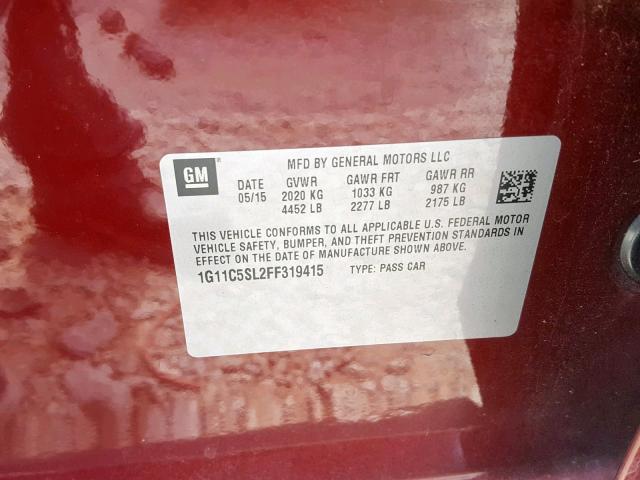 GM
MFD BY GENERAL MOTORS LLC
DATE GVWR GAWR FRT GAWR RR
05/15 2020 KG 1033 KG 987 KG
4452 LB 2277 LB 2175 LB
THIS VEHICLE CONFORMS TO ALL APPLICABLE U.S. FEDERAL MOTOR
VEHICLE SAFETY, BUMPER, AND THEFT PREVENTION STANDARDS IN
EFFECT ON THE DATE OF MANUFACTURE SHOWN ABOVE.
1G11C5SL2FF319415 TYPE: PASS CAR